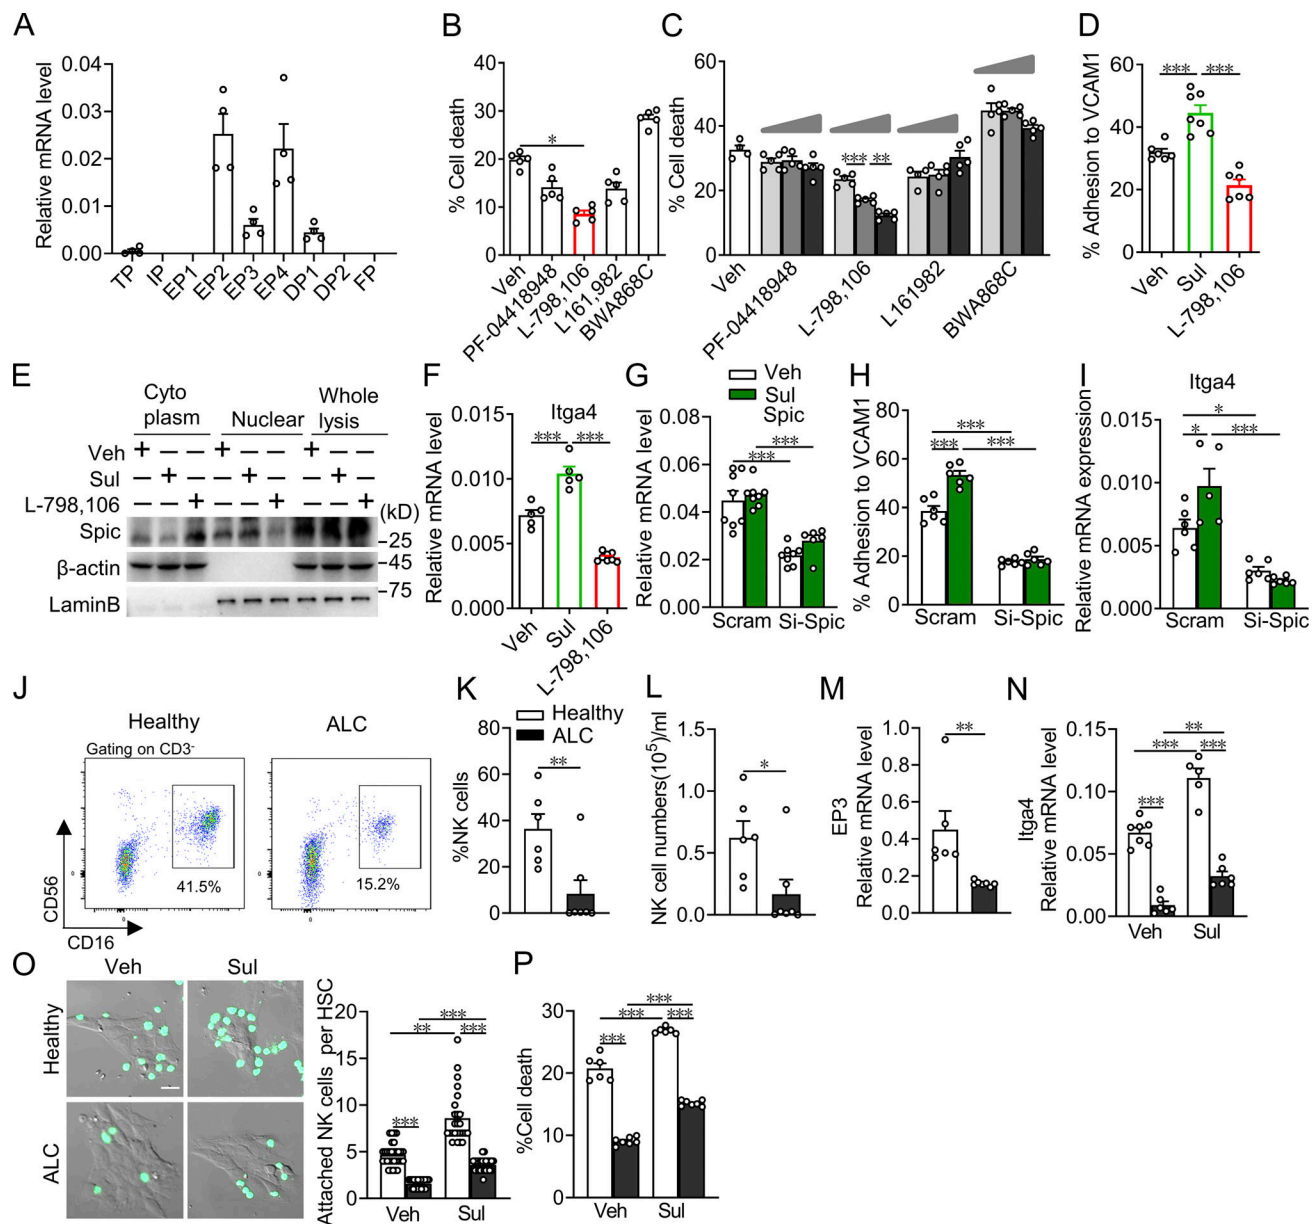 A
Relative mRNA level
0.04
0.03
0.02
0.01
0.00
TP
IP
EP1
EP2
EP3
EP4
DP1
DP2
FP
B
% Cell death
40
30
20
10
0
*
Veh
PF-04418948
L-798,106
L161,982
BWA868C
C
% Cell death
60
40
20
0
*** **
Veh
PF-04418948
L-798,106
L161982
BWA868C
D
% Adhesion to VCAM1
60
40
20
0
*** ***
Veh
Sul
L-798,106
E
Cyto
plasm
Nuclear
Whole
lysis
Veh + — — + — — + — —
Sul — + — — + — — + —
L-798,106 — — + — — + — — +
(kD)
Spic
–25
β-actin
–45
–75
LaminB
F
Itga4
Relative mRNA level
0.015
0.010
0.005
0.000
*** ***
Veh
Sul
L-798,106
G
Veh
Sul
Spic
Relative mRNA level
0.08
0.06
0.04
0.02
0.00
***
***
Scram Si-Spic
H
% Adhesion to VCAM1
80
60
40
20
0
***
*** ***
Scram Si-Spic
I
Itga4
Relative mRNA expression
0.015
0.010
0.005
0.000
*
* ***
Scram Si-Spic
J
Healthy
ALC
Gating on CD3-
41.5%
15.2%
0
0
0
0
CD56
CD16
K
Healthy
ALC
%NK cells
80
60
40
20
0
**
L
NK cell numbers(10⁵)/ml
1.5
1.0
0.5
0.0
*
M
EP3
Relative mRNA level
1.0
0.8
0.6
0.4
0.2
0.0
**
N
Itga4
Relative mRNA level
0.15
0.10
0.05
0.00
**
*** ***
***
Veh Sul
O
Veh
Sul
Healthy
ALC
Attached NK cells per HSC
20
15
10
5
0
***
** ***
***
Veh Sul
P
%Cell death
30
20
10
0
***
*** ***
***
Veh Sul